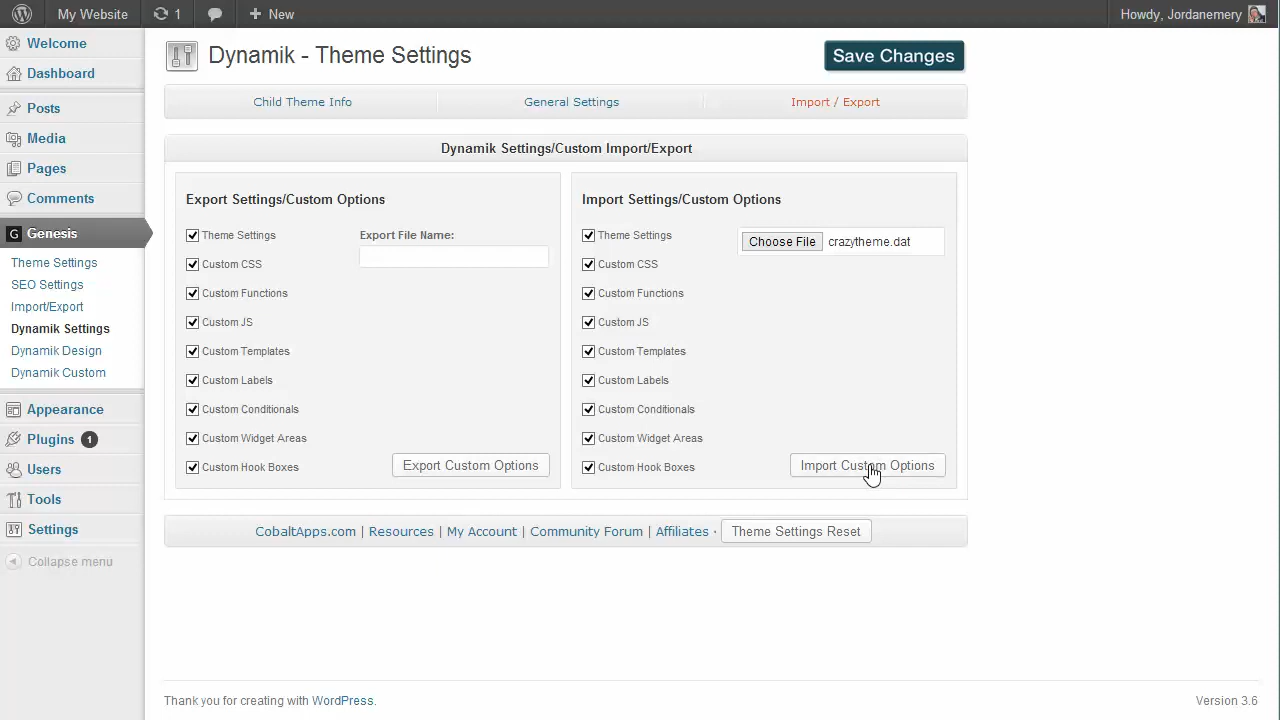 My Website 1 New Howdy, Jordanemery
Welcome
Dashboard
Posts
Media
Pages
Comments
G Genesis
Theme Settings
SEO Settings
Import/Export
Dynamik Settings
Dynamik Design
Dynamik Custom
Appearance
Plugins 1
Users
Tools
Settings
Collapse menu
Dynamik - Theme Settings
Save Changes
Child Theme Info General Settings Import / Export
Dynamik Settings/Custom Import/Export
Export Settings/Custom Options
Theme Settings
Custom CSS
Custom Functions
Custom JS
Custom Templates
Custom Labels
Custom Conditionals
Custom Widget Areas
Custom Hook Boxes
Export File Name:
Export Custom Options
Import Settings/Custom Options
Theme Settings
Custom CSS
Custom Functions
Custom JS
Custom Templates
Custom Labels
Custom Conditionals
Custom Widget Areas
Custom Hook Boxes
Choose File crazytheme.dat
Import Custom Options
CobaltApps.com | Resources | My Account | Community Forum | Affiliates · Theme Settings Reset
Thank you for creating with WordPress. Version 3.6